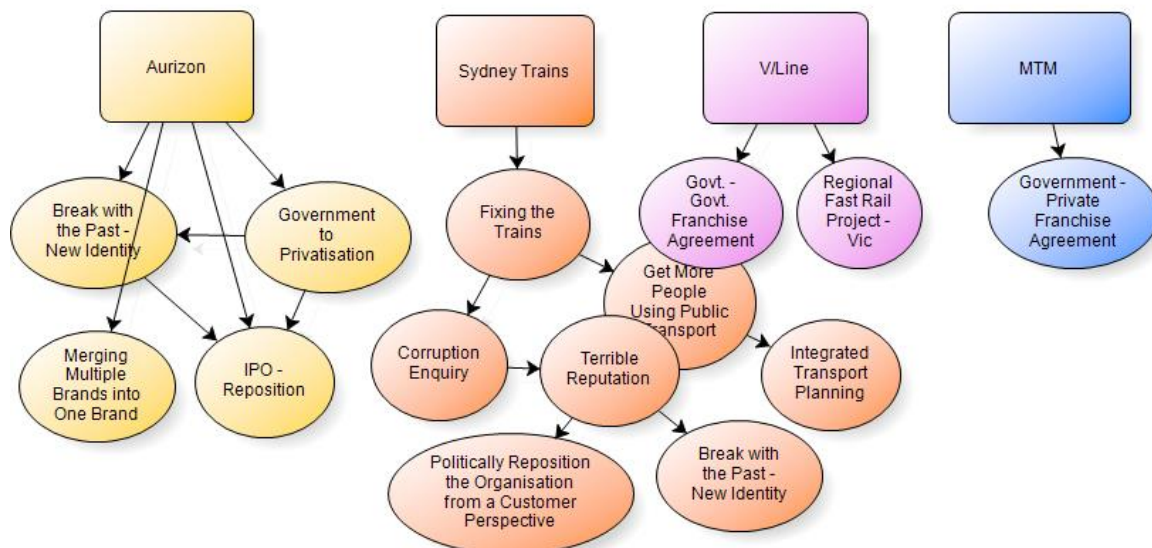 Aurizon
Sydney Trains
V/Line
MTM
Break with
the Past -
New Identity
Government
to
Privatisation
Fixing the
Trains
Govt. -
Govt.
Franchise
Agreement
Regional
Fast Rail
Project -
Vic
Government -
Private
Franchise
Agreement
Get More
People
Using Public
Transport
Merging
Multiple
Brands into
One Brand
IPO -
Reposition
Corruption
Enquiry
Terrible
Reputation
Integrated
Transport
Planning
Politically Reposition
the Organisation
from a Customer
Perspective
Break with
the Past -
New Identity